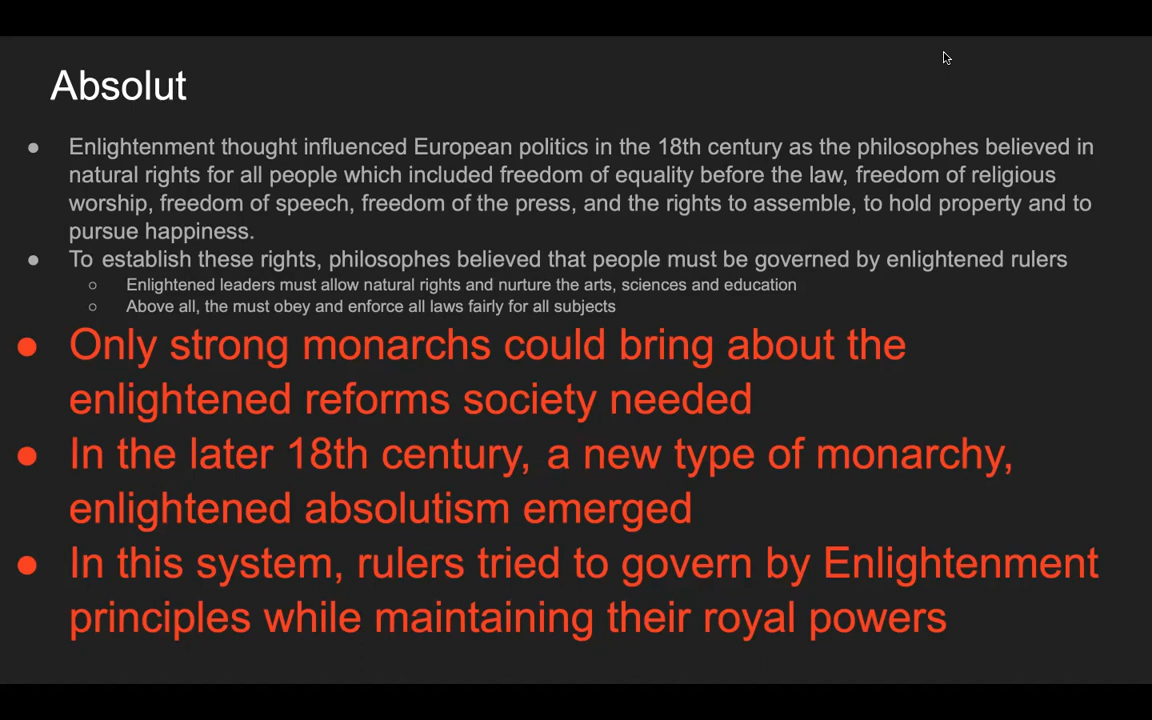 Absolut
● Enlightenment thought influenced European politics in the 18th century as the philosophes believed in
natural rights for all people which included freedom of equality before the law, freedom of religious
worship, freedom of speech, freedom of the press, and the rights to assemble, to hold property and to
pursue happiness.
● To establish these rights, philosophes believed that people must be governed by enlightened rulers
○ Enlightened leaders must allow natural rights and nurture the arts, sciences and education
○ Above all, the must obey and enforce all laws fairly for all subjects
● Only strong monarchs could bring about the
enlightened reforms society needed
● In the later 18th century, a new type of monarchy,
enlightened absolutism emerged
● In this system, rulers tried to govern by Enlightenment
principles while maintaining their royal powers